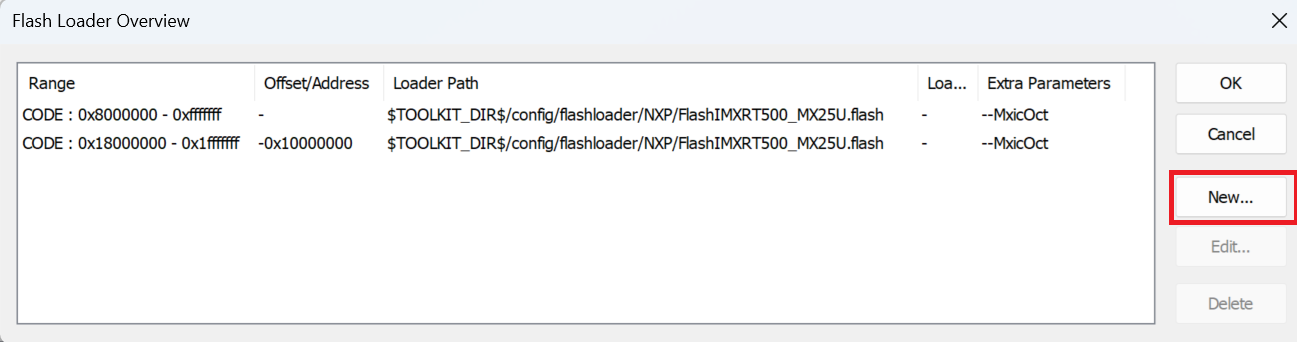 Flash Loader Overview
Range Offset/Address Loader Path Loa... Extra Parameters
CODE : 0x8000000 - 0xfffffff - $TOOLKIT_DIR$/config/flashloader/NXP/FlashIMXRT500_MX25U.flash - --MxicOct
CODE : 0x18000000 - 0x1fffffff -0x10000000 $TOOLKIT_DIR$/config/flashloader/NXP/FlashIMXRT500_MX25U.flash - --MxicOct
OK
Cancel
New...
Edit...
Delete